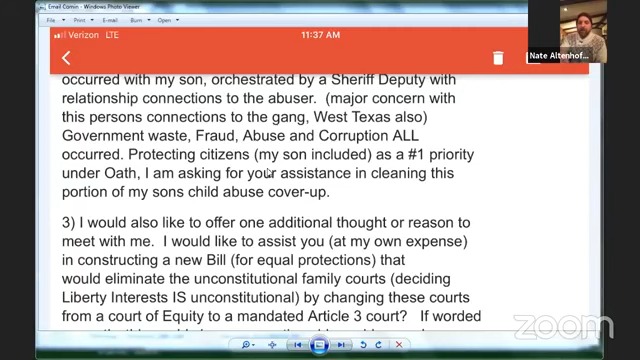 Email Comin - Windows Photo Viewer
File Print E-mail Burn Open
Verizon LTE 11:37 AM
Nate Altenhof...
occurred with my son, orchestrated by a Sheriff Deputy with
relationship connections to the abuser. (major concern with
this persons connections to the gang, West Texas also)
Government waste, Fraud, Abuse and Corruption ALL
occurred. Protecting citizens (my son included) as a #1 priority
under Oath, I am asking for your assistance in cleaning this
portion of my sons child abuse cover-up.
3) I would also like to offer one additional thought or reason to
meet with me. I would like to assist you (at my own expense)
in constructing a new Bill (for equal protections) that
would eliminate the unconstitutional family courts (deciding
Liberty Interests IS unconstitutional) by changing these courts
from a court of Equity to a mandated Article 3 court? If worded
zoom